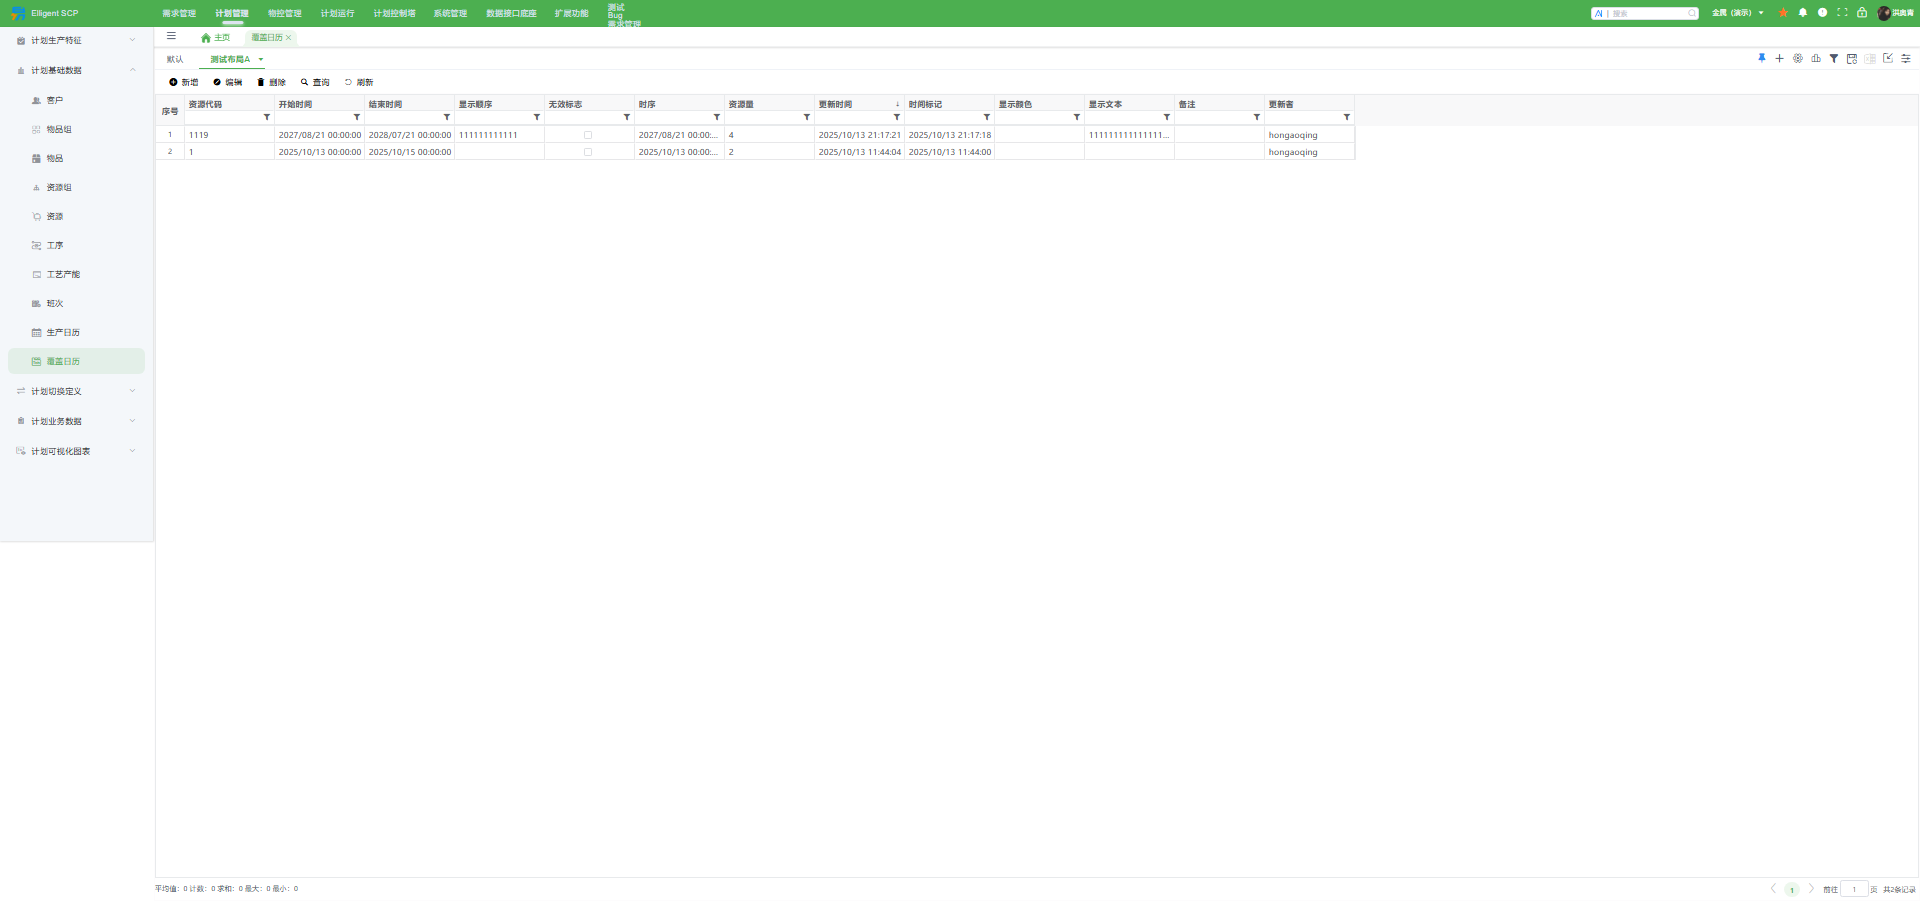 Elligent SCP
需求管理 计划管理 物控管理 计划运行 计划控制塔 系统管理 数据接口底座 扩展功能
测试
Bug
需求管理
AI | 搜索
金属（演示）
洪奥青
主页 覆盖日历
默认 测试布局A
新增 编辑 删除 查询 刷新
计划生产特征
计划基础数据
客户
物品组
物品
资源组
资源
工序
工艺产能
班次
生产日历
覆盖日历
计划切换定义
计划业务数据
计划可视化图表
序号 资源代码 开始时间 结束时间 显示顺序 无效标志 时序 资源量 更新时间 ↓ 时间标记 显示颜色 显示文本 备注 更新者
1 1119 2027/08/21 00:00:00 2028/07/21 00:00:00 111111111111 2027/08/21 00:00:... 4 2025/10/13 21:17:21 2025/10/13 21:17:18 111111111111111... hongaoqing
2 1 2025/10/13 00:00:00 2025/10/15 00:00:00 2025/10/13 00:00:... 2 2025/10/13 11:44:04 2025/10/13 11:44:00 hongaoqing
平均值：0 计数：0 求和：0 最大：0 最小：0
1 前往 1 页 共2条记录